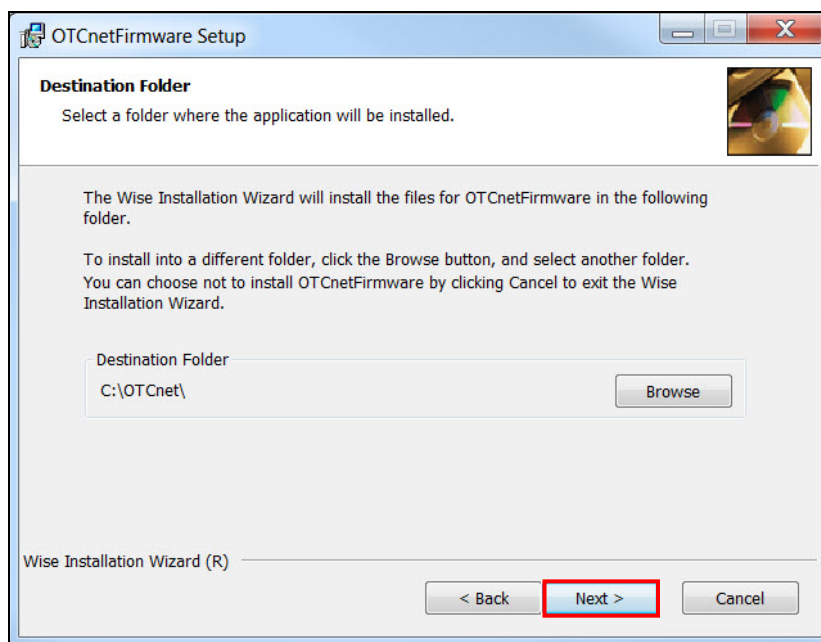 OTCnetFirmware Setup
Destination Folder
Select a folder where the application will be installed.
The Wise Installation Wizard will install the files for OTCnetFirmware in the following
folder.
To install into a different folder, click the Browse button, and select another folder.
You can choose not to install OTCnetFirmware by clicking Cancel to exit the Wise
Installation Wizard.
Destination Folder
C:\OTCnet\
Browse
Wise Installation Wizard (R)
< Back
Next >
Cancel